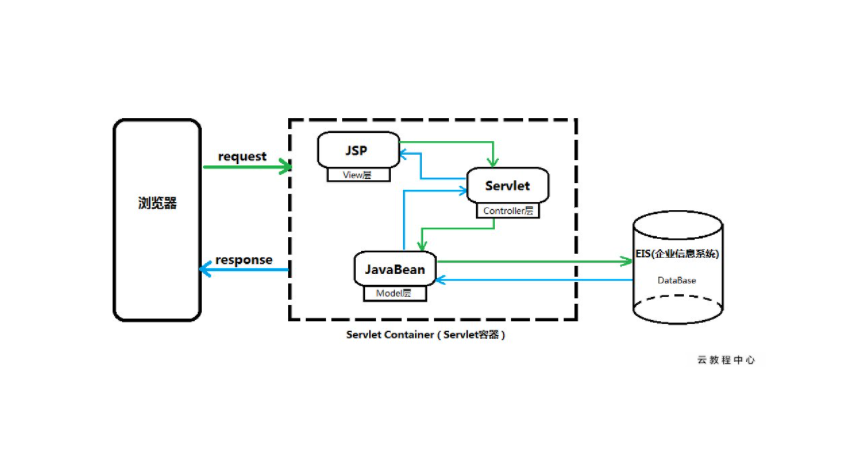 浏览器
request
response
JSP
View层
Servlet
Controller层
JavaBean
Model层
Servlet Container ( Servlet容器 )
EIS(企业信息系统)
DataBase
云教程中心